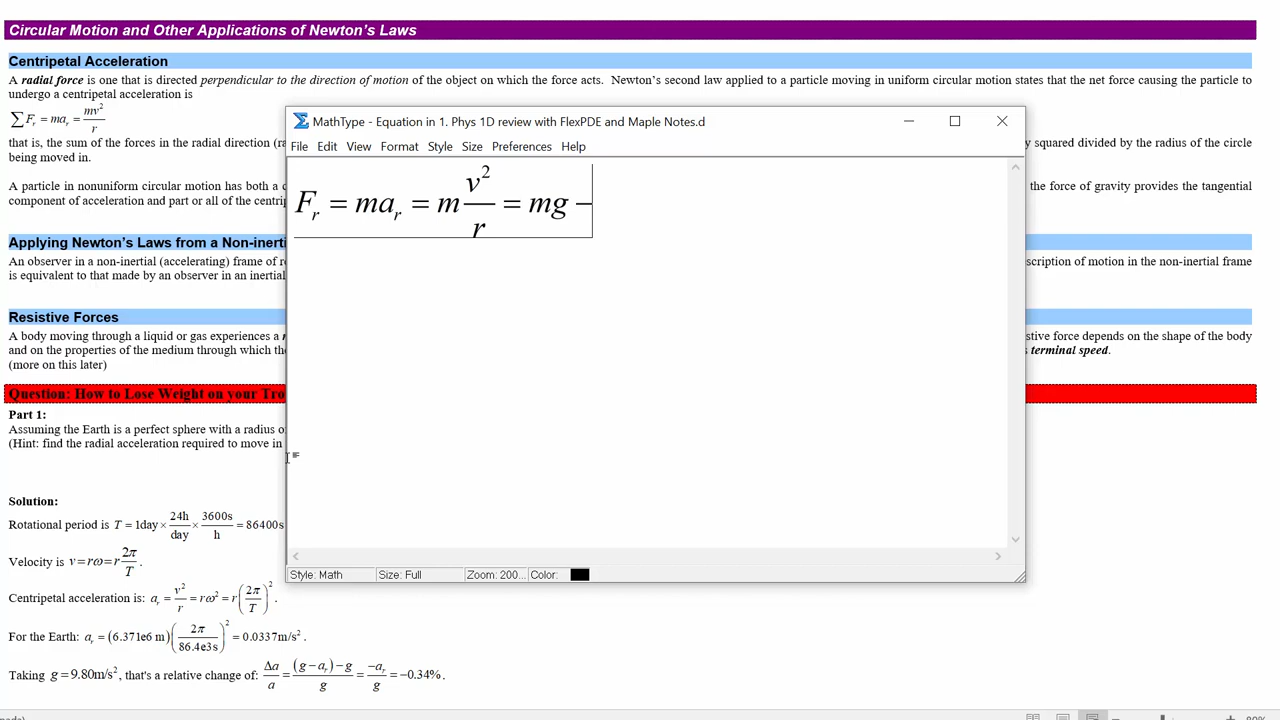 Circular Motion and Other Applications of Newton's Laws
Centripetal Acceleration
A radial force is one that is directed perpendicular to the direction of motion of the object on which the force acts.  Newton's second law applied to a particle moving in uniform circular motion states that the net force causing the particle to
undergo a centripetal acceleration is
∑F_r = ma_r = mv²/r
that is, the sum of the forces in the radial direction (ra
y squared divided by the radius of the circle
being moved in.
A particle in nonuniform circular motion has both a c
the force of gravity provides the tangential
component of acceleration and part or all of the centrip
Applying Newton's Laws from a Non-inerti
An observer in a non-inertial (accelerating) frame of re
scription of motion in the non-inertial frame
is equivalent to that made by an observer in an inertial
Resistive Forces
A body moving through a liquid or gas experiences a
stive force depends on the shape of the body
and on the properties of the medium through which the
terminal speed.
(more on this later)
Question: How to Lose Weight on your Tro
Part 1:
Assuming the Earth is a perfect sphere with a radius o
(Hint: find the radial acceleration required to move in
Solution:
Rotational period is T = 1day × 24h/day × 3600s/h = 86400s
Velocity is v = rω = r 2π/T .
Centripetal acceleration is: a_r = v²/r = rω² = r(2π/T)² .
For the Earth: a_r = (6.371e6 m)(2π/86.4e3s)² = 0.0337m/s² .
Taking g = 9.80m/s², that's a relative change of: Δa/a = ((g − a_r) − g)/g = −a_r/g = −0.34% .
MathType - Equation in 1. Phys 1D review with FlexPDE and Maple Notes.d
File Edit View Format Style Size Preferences Help
F_r = ma_r = m v²/r = mg −
Style: Math Size: Full Zoom: 200... Color: